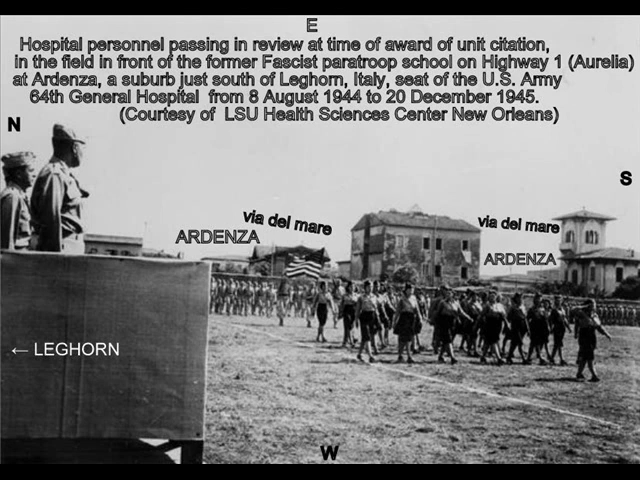 E
Hospital personnel passing in review at time of award of unit citation,
in the field in front of the former Fascist paratroop school on Highway 1 (Aurelia)
at Ardenza, a suburb just south of Leghorn, Italy, seat of the U.S. Army
64th General Hospital from 8 August 1944 to 20 December 1945.
(Courtesy of LSU Health Sciences Center New Orleans)
N
S
via del mare
via del mare
ARDENZA
ARDENZA
← LEGHORN
W